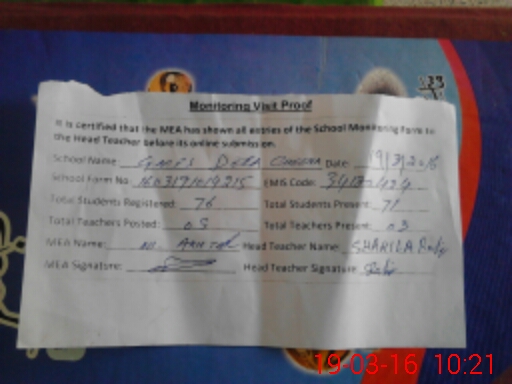 Monitoring Visit Proof
It is certified that the MEA has shown all entries of the School Monitoring Form to
the Head Teacher before its online submission.
School Name Date: 19/3/2016
School Form No: EMIS Code:
Total Students Registered: 76 Total Students Present: 71
Total Teachers Posted: 05 Total Teachers Present: 03
MEA Name: Head Teacher Name: SHAKILA
MEA Signature: Head Teacher Signature
19-03-16 10:21